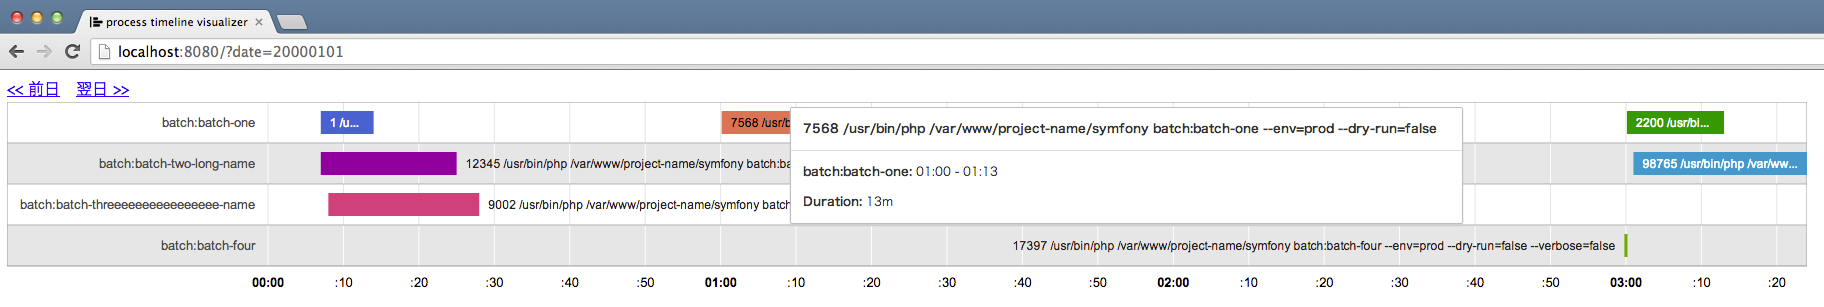 process timeline visualizer
localhost:8080/?date=20000101
<< 前日 翌日 >>
batch:batch-one 1 /u... 7568 /usr/b 2200 /usr/bi...
7568 /usr/bin/php /var/www/project-name/symfony batch:batch-one --env=prod --dry-run=false
batch:batch-two-long-name 12345 /usr/bin/php /var/www/project-name/symfony batch:ba 98765 /usr/bin/php /var/ww...
batch:batch-one: 01:00 - 01:13
batch:batch-threeeeeeeeeeeeeeee-name 9002 /usr/bin/php /var/www/project-name/symfony batc
Duration: 13m
batch:batch-four 17397 /usr/bin/php /var/www/project-name/symfony batch:batch-four --env=prod --dry-run=false --verbose=false
00:00 :10 :20 :30 :40 :50 01:00 :10 :20 :30 :40 :50 02:00 :10 :20 :30 :40 :50 03:00 :10 :20